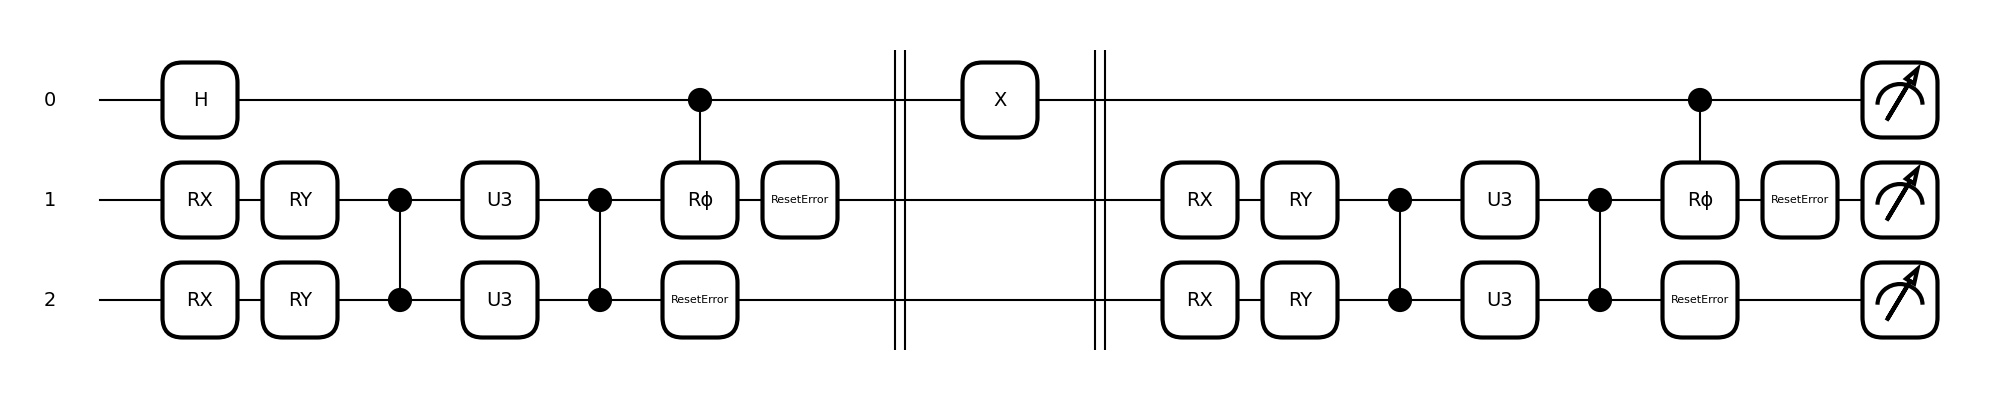 0 H X
1 RX RY U3 Rϕ ResetError RX RY U3 Rϕ ResetError
2 RX RY U3 ResetError RX RY U3 ResetError